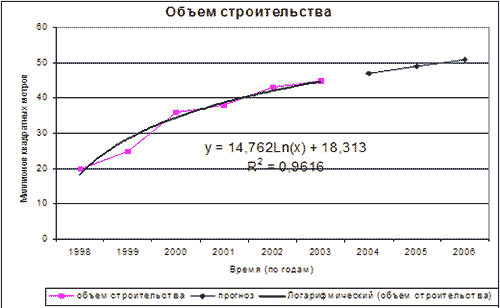 Объем строительства
Миллионов квадратных метров
60
50
40
30
20
10
0
y = 14,762Ln(x) + 18,313
R² = 0,9616
1998 1999 2000 2001 2002 2003 2004 2005 2006
Время (по годам)
объем строительства прогноз Логарифмический (объем строительства)